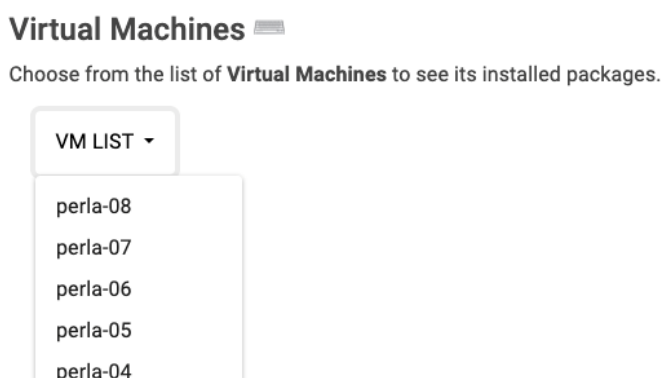 Virtual Machines
Choose from the list of Virtual Machines to see its installed packages.
VM LIST
perla-08
perla-07
perla-06
perla-05
perla-04